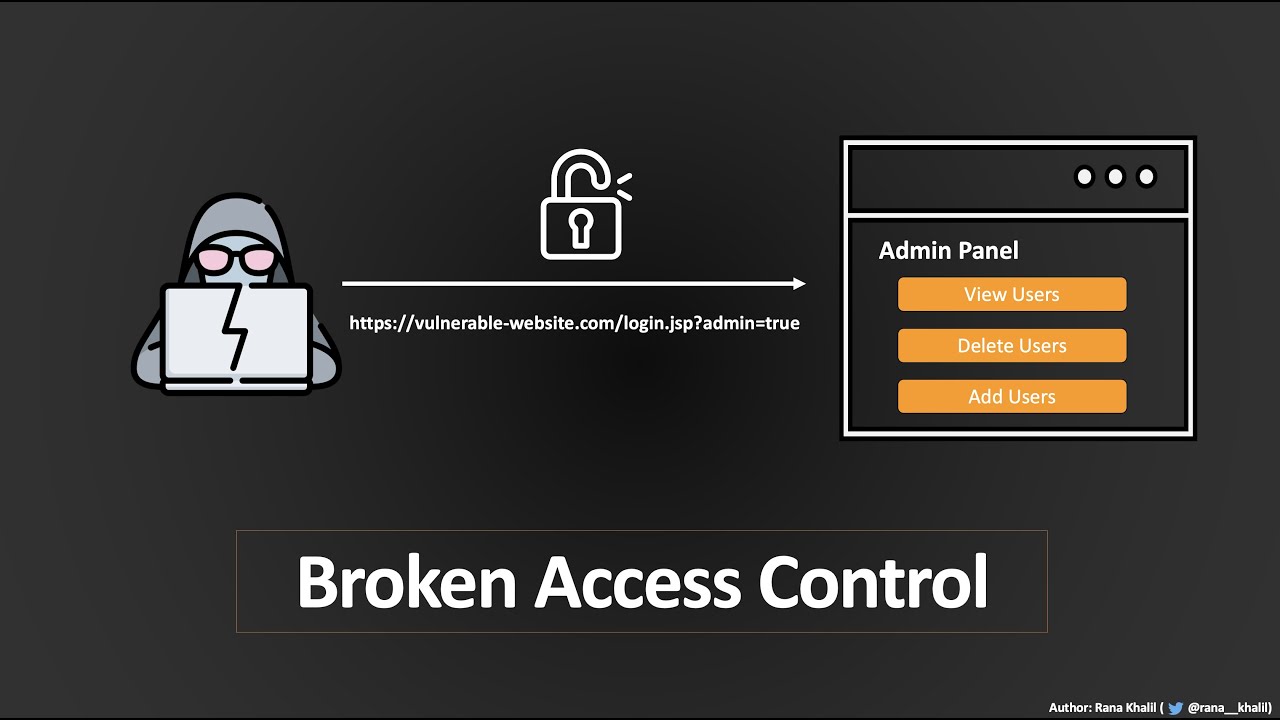 https://vulnerable-website.com/login.jsp?admin=true
Admin Panel
View Users
Delete Users
Add Users
Broken Access Control
Author: Rana Khalil ( @rana__khalil)